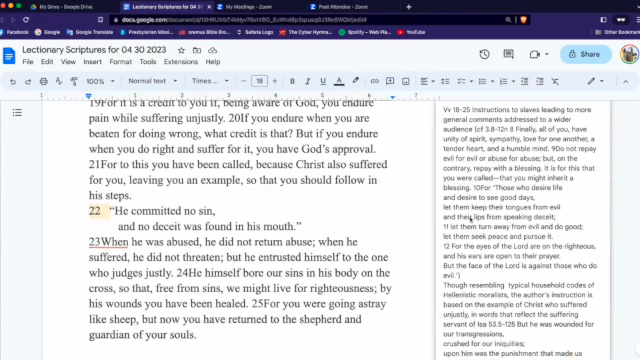 My Drive - Google Drive
Lectionary Scriptures for 04 30
My Meetings - Zoom
Post Attendee - Zoom
docs.google.com/document/d/
Presbyterian Missi...
Google
Google Translate
oremus Bible Brow...
Safaria Library
The Cyber Hymna...
Spotify
YouTube
Other Bookmark
Lectionary Scriptures for 04 30 2023
File Edit View Insert Format Tools Extensions Help
Share
100%
Normal text
Times ...
18
19For it is a credit to you if, being aware of God, you endure
pain while suffering unjustly. 20If you endure when you are
beaten for doing wrong, what credit is that? But if you endure
when you do right and suffer for it, you have God's approval.
21For to this you have been called, because Christ also suffered
for you, leaving you an example, so that you should follow in
his steps.
22 “He committed no sin,
and no deceit was found in his mouth.”
23When he was abused, he did not return abuse; when he
suffered, he did not threaten; but he entrusted himself to the one
who judges justly. 24He himself bore our sins in his body on the
cross, so that, free from sins, we might live for righteousness; by
his wounds you have been healed. 25For you were going astray
like sheep, but now you have returned to the shepherd and
guardian of your souls.
Vv 18-25 Instructions to slaves leading to more
general comments addressed to a wider
audience (cf 3.8-12n 8 Finally, all of you, have
unity of spirit, sympathy, love for one another, a
tender heart, and a humble mind. 9Do not repay
evil for evil or abuse for abuse; but, on the
contrary, repay with a blessing. It is for this that
you were called—that you might inherit a
blessing. 10For ‘Those who desire life
and desire to see good days,
let them keep their tongues from evil
and their lips from speaking deceit;
11 let them turn away from evil and do good;
let them seek peace and pursue it.
12 For the eyes of the Lord are on the righteous,
and his ears are open to their prayer.
But the face of the Lord is against those who do
evil.’)
Though resembling typical household codes of
Hellenistic moralists, the author's instruction is
based on the example of Christ who suffered
unjustly, in words that reflect the suffering
servant of Isa 53.5-125 But he was wounded for
our transgressions,
crushed for our iniquities;
upon him was the punishment that made us